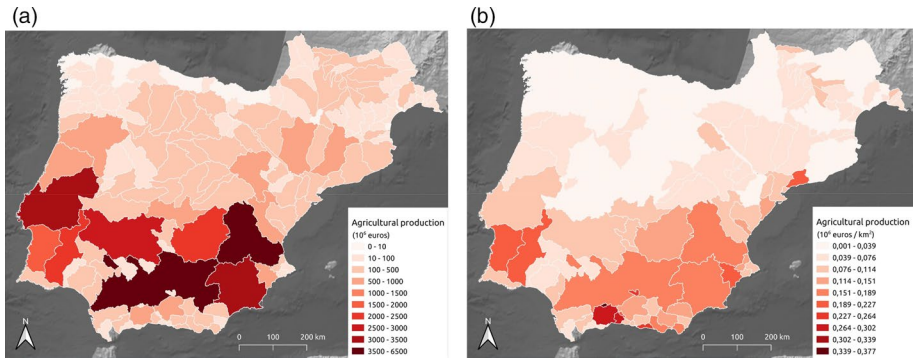 (a)
(b)
Agricultural production
(10⁶ euros)
0 - 10
10 - 100
100 - 500
500 - 1000
1000 - 1500
1500 - 2000
2000 - 2500
2500 - 3000
3000 - 3500
3500 - 6500
N
0 100 200 km
Agricultural production
(10⁶ euros / km²)
0,001 - 0,039
0,039 - 0,076
0,076 - 0,114
0,114 - 0,151
0,151 - 0,189
0,189 - 0,227
0,227 - 0,264
0,264 - 0,302
0,302 - 0,339
0,339 - 0,377
N
0 100 200 km